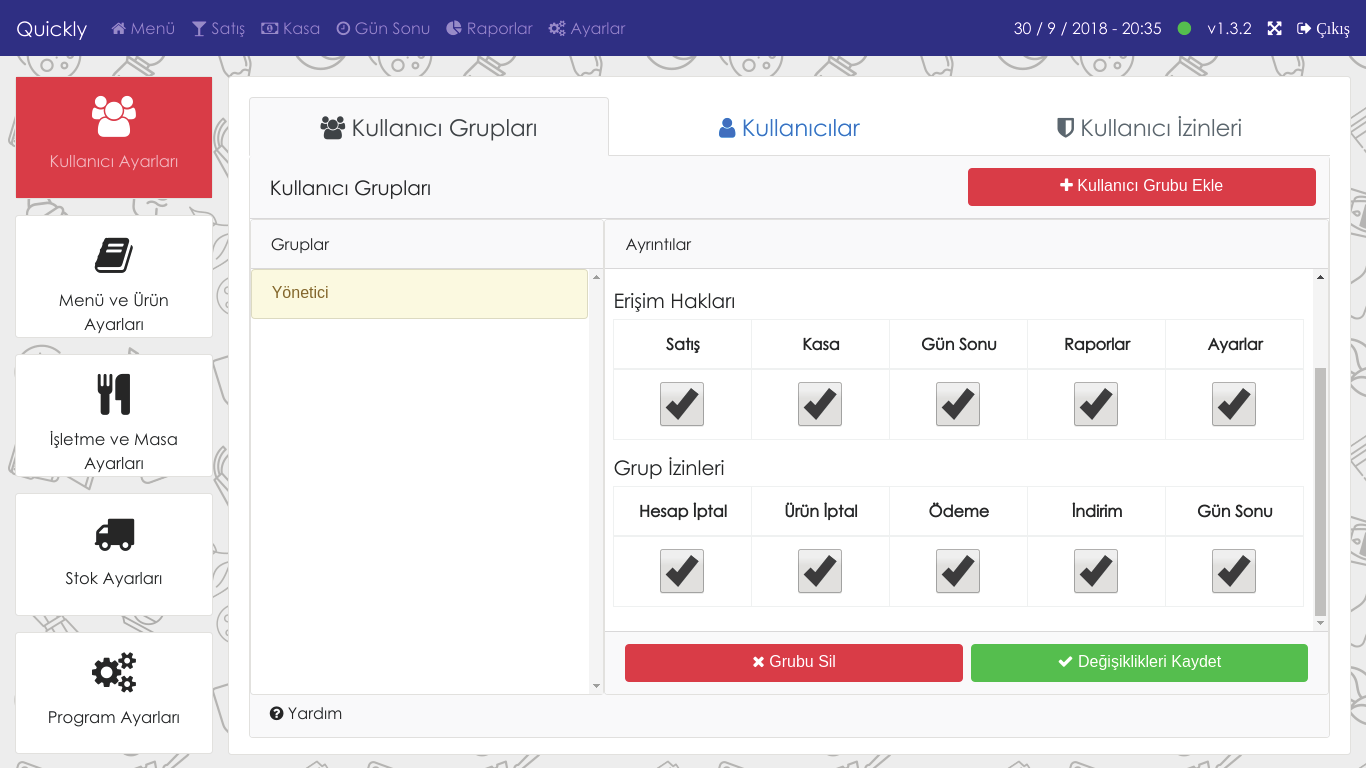 Quickly Menü Satış Kasa Gün Sonu Raporlar Ayarlar 30 / 9 / 2018 - 20:35 v1.3.2 Çıkış
Kullanıcı Ayarları
Menü ve Ürün
Ayarları
İşletme ve Masa
Ayarları
Stok Ayarları
Program Ayarları
Kullanıcı Grupları Kullanıcılar Kullanıcı İzinleri
Kullanıcı Grupları Kullanıcı Grubu Ekle
Gruplar Ayrıntılar
Yönetici
Erişim Hakları
Satış Kasa Gün Sonu Raporlar Ayarlar
Grup İzinleri
Hesap İptal Ürün İptal Ödeme İndirim Gün Sonu
Grubu Sil Değişiklikleri Kaydet
Yardım